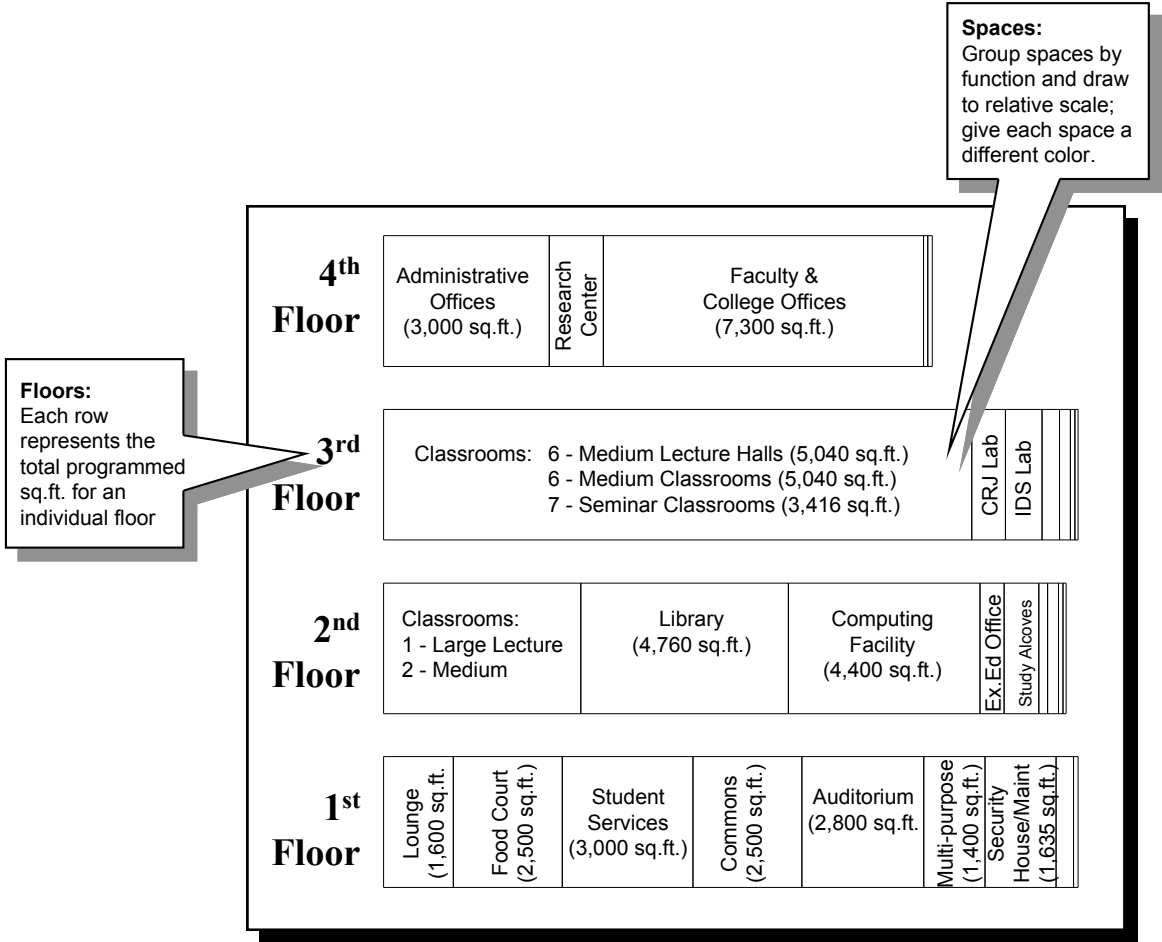 Spaces:
Group spaces by
function and draw
to relative scale;
give each space a
different color.
4th
Floor
Administrative
Offices
(3,000 sq.ft.)
Research
Center
Faculty &
College Offices
(7,300 sq.ft.)
Floors:
Each row
represents the
total programmed
sq.ft. for an
individual floor
3rd
Floor
Classrooms: 6 - Medium Lecture Halls (5,040 sq.ft.)
6 - Medium Classrooms (5,040 sq.ft.)
7 - Seminar Classrooms (3,416 sq.ft.)
CRJ Lab
IDS Lab
2nd
Floor
Classrooms:
1 - Large Lecture
2 - Medium
Library
(4,760 sq.ft.)
Computing
Facility
(4,400 sq.ft.)
Ex.Ed Office
Study Alcoves
1st
Floor
Lounge
(1,600 sq.ft.
Food Court
(2,500 sq.ft.)
Student
Services
(3,000 sq.ft.)
Commons
(2,500 sq.ft.)
Auditorium
(2,800 sq.ft.
Multi-purpose
(1,400 sq.ft.)
Security
House/Maint
(1,635 sq.ft.)